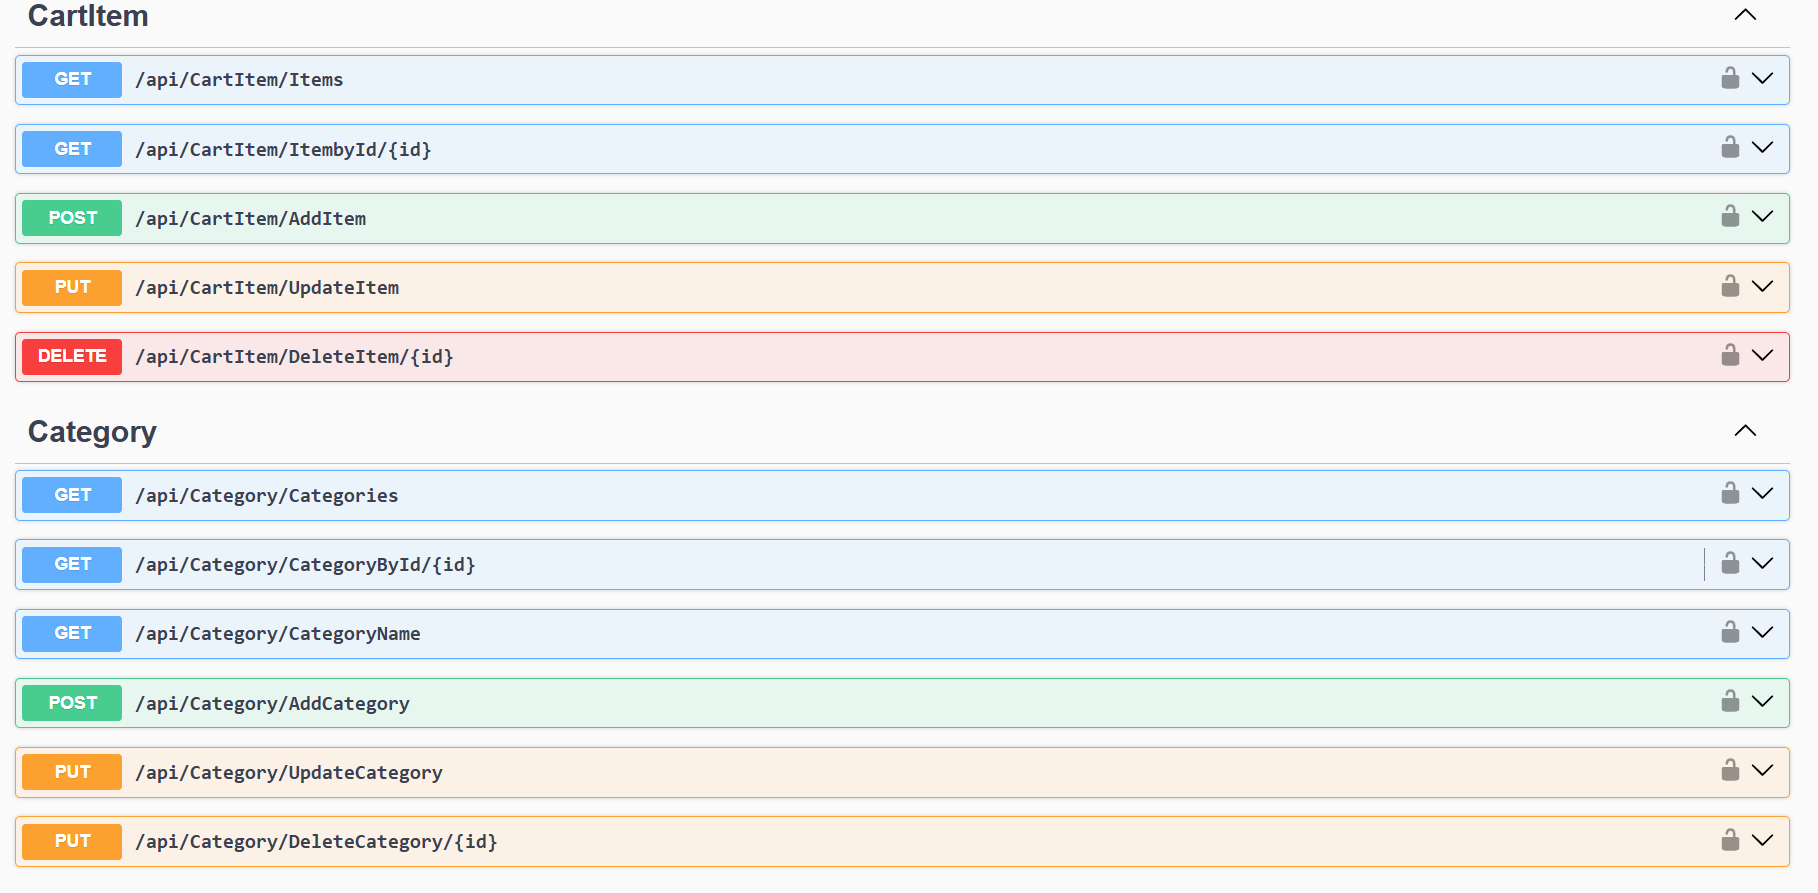 CartItem
GET /api/CartItem/Items
GET /api/CartItem/ItembyId/{id}
POST /api/CartItem/AddItem
PUT /api/CartItem/UpdateItem
DELETE /api/CartItem/DeleteItem/{id}
Category
GET /api/Category/Categories
GET /api/Category/CategoryById/{id}
GET /api/Category/CategoryName
POST /api/Category/AddCategory
PUT /api/Category/UpdateCategory
PUT /api/Category/DeleteCategory/{id}